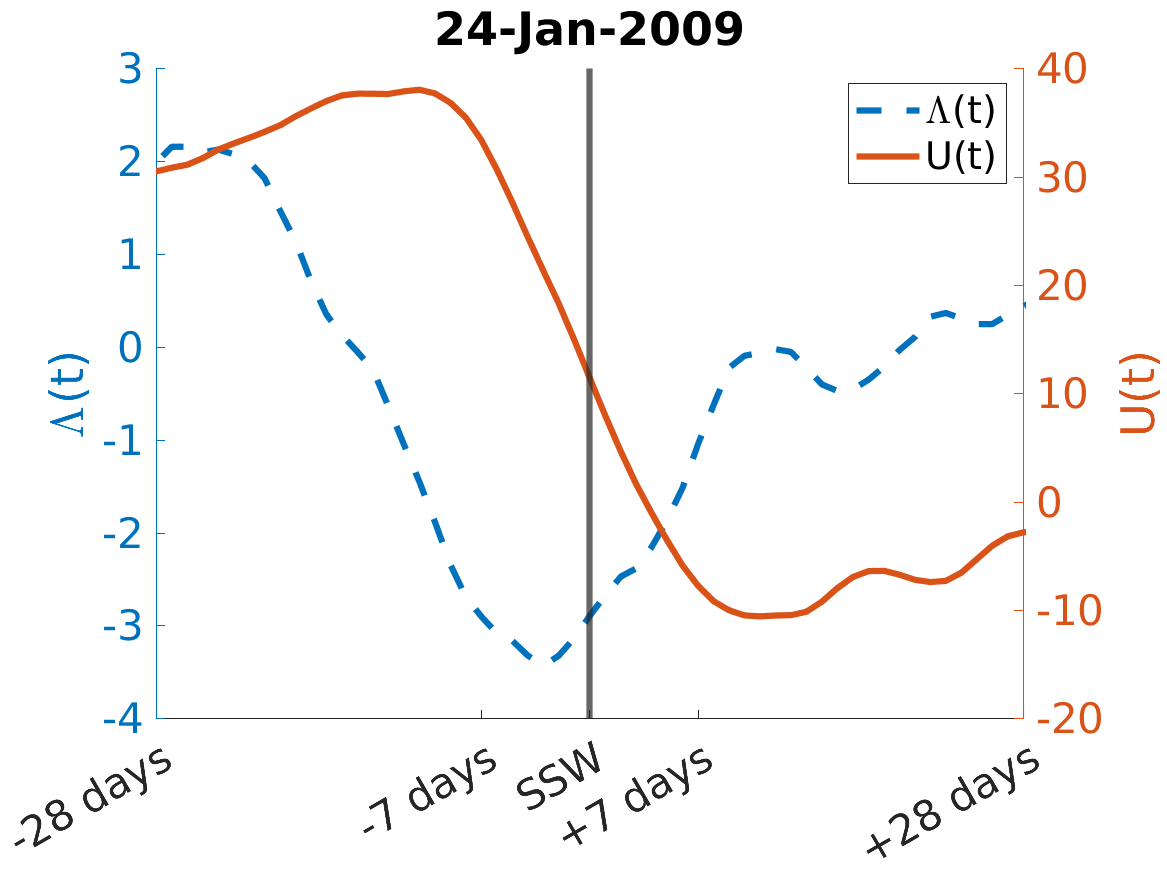 24-Jan-2009
3
2
1
0
-1
-2
-3
-4
Λ(t)
40
30
20
10
0
-10
-20
U(t)
Λ(t)
U(t)
-28 days
-7 days
SSW
+7 days
+28 days